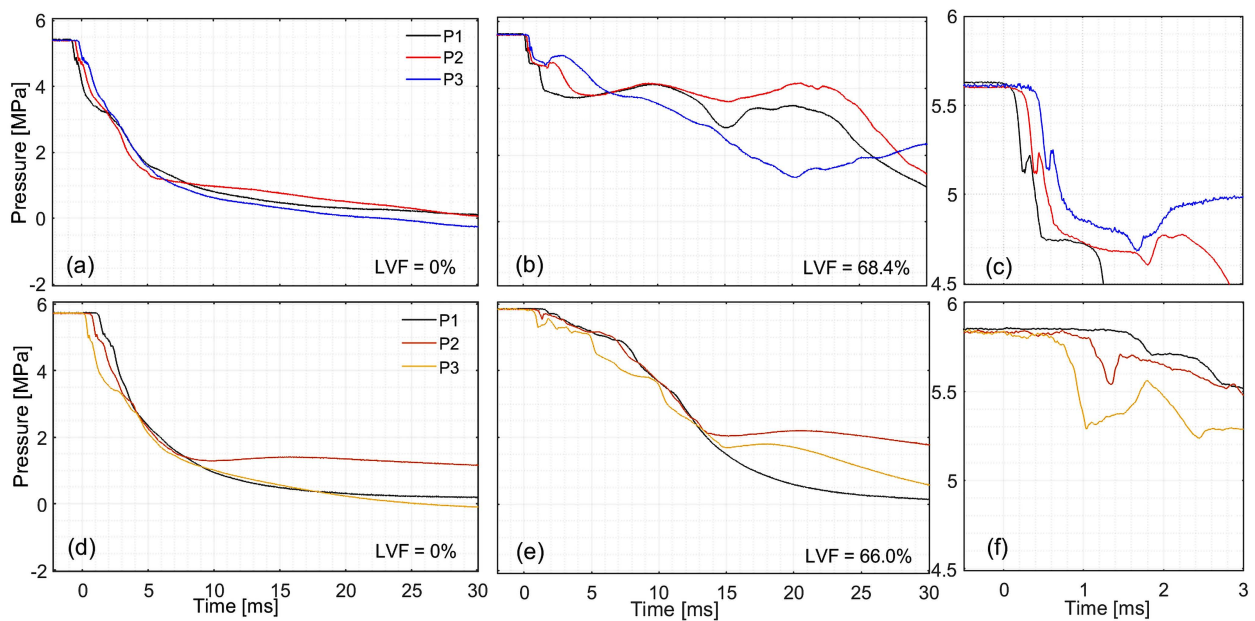 6
4
2
0
-2
Pressure [MPa]
P1
P2
P3
(a)
LVF = 0%
(b)
LVF = 68.4%
6
5.5
5
4.5
(c)
6
4
2
0
-2
Pressure [MPa]
P1
P2
P3
(d)
LVF = 0%
0 5 10 15 20 25 30
Time [ms]
(e)
LVF = 66.0%
0 5 10 15 20 25 30
Time [ms]
6
5.5
5
4.5
(f)
0 1 2 3
Time [ms]